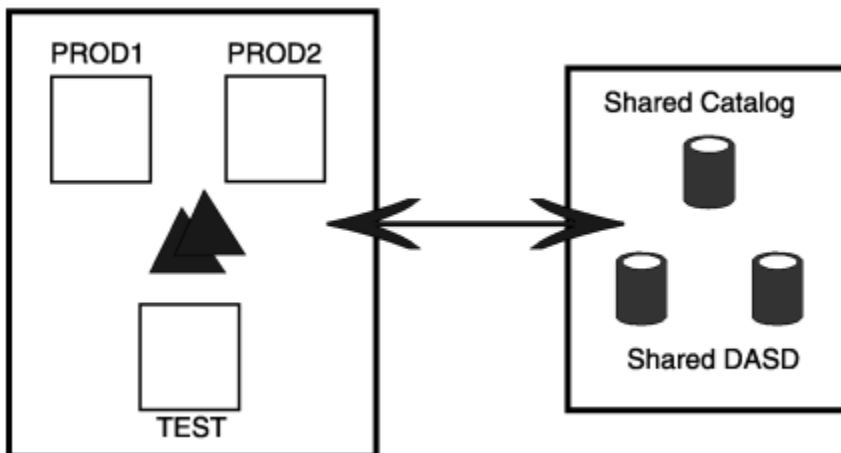 PROD1
PROD2
TEST
Shared Catalog
Shared DASD